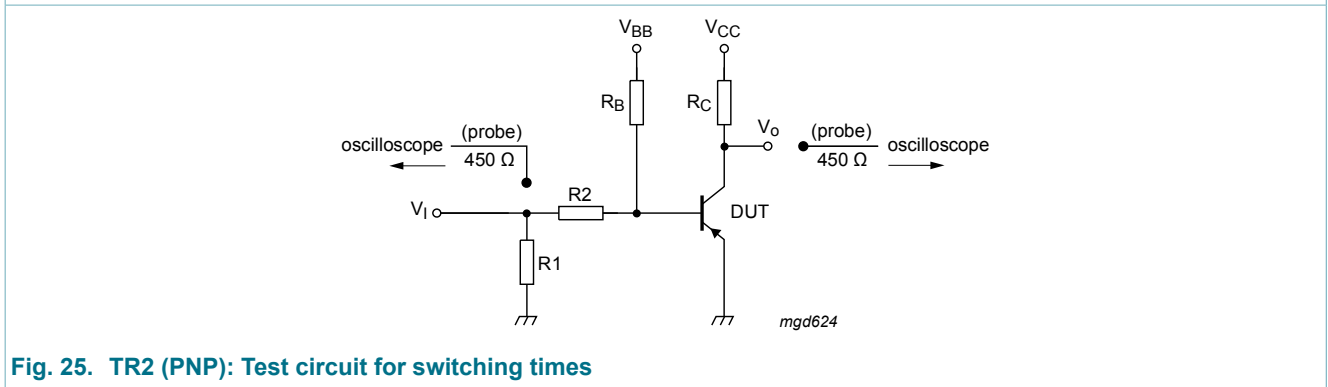 VBB
VCC
RB
RC
Vo
oscilloscope
(probe)
450 Ω
(probe)
450 Ω
oscilloscope
R2
VI
DUT
R1
mgd624
Fig. 25. TR2 (PNP): Test circuit for switching times